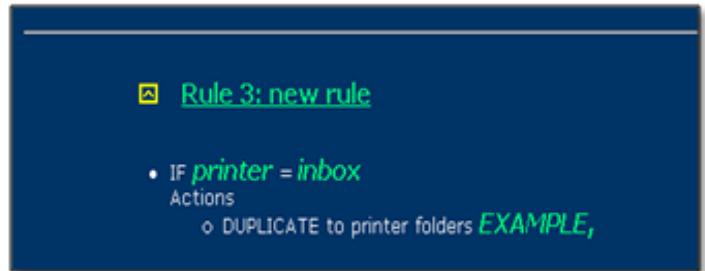 Rule 3: new rule
• IF printer = inbox
Actions
o DUPLICATE to printer folders EXAMPLE,